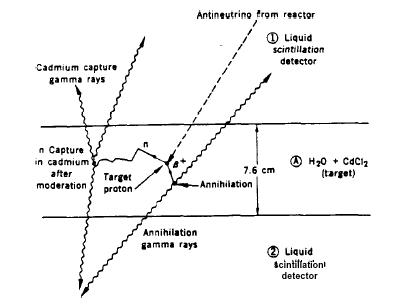 Antineutrino from reactor
① Liquid
scintillation
detector
Cadmium capture
gamma rays
n Capture
in cadmium
after
moderation
n
β+
Target
proton
Annihilation
7.6 cm
Ⓐ H2O + CdCl2
(target)
Annihilation
gamma rays
② Liquid
scintillation
detector